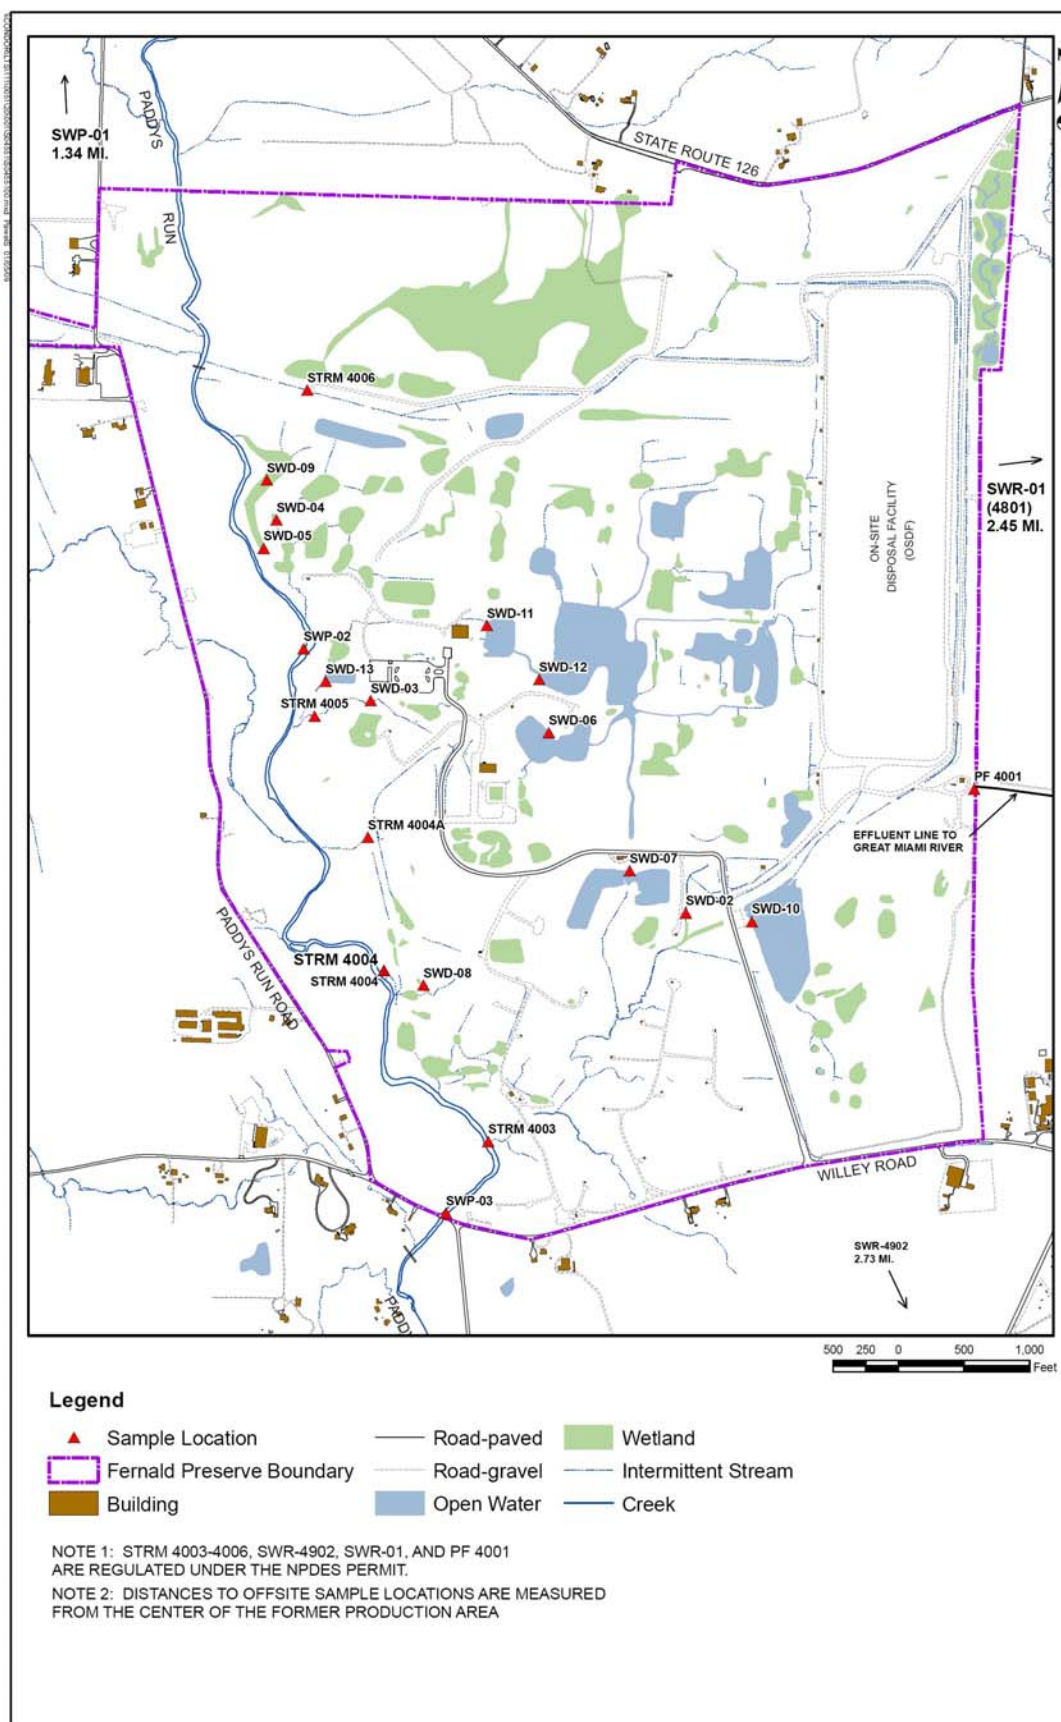 SWP-01
1.34 MI.
PADDYS
RUN
STATE ROUTE 126
STRM 4006
SWD-09
SWD-04
SWD-05
SWR-01
(4801)
2.45 MI.
ON-SITE
DISPOSAL FACILITY
(OSDF)
SWD-11
SWP-02
SWD-13
SWD-12
SWD-03
STRM 4005
SWD-06
PF 4001
EFFLUENT LINE TO
GREAT MIAMI RIVER
STRM 4004A
SWD-07
SWD-02
SWD-10
PADDYS RUN ROAD
STRM 4004
STRM 4004
SWD-08
STRM 4003
WILLEY ROAD
SWP-03
SWR-4902
2.73 MI.
PADDY
500 250 0 500 1,000
Feet
Legend
Sample Location
Road-paved
Wetland
Fernald Preserve Boundary
Road-gravel
Intermittent Stream
Building
Open Water
Creek
NOTE 1: STRM 4003-4006, SWR-4902, SWR-01, AND PF 4001
ARE REGULATED UNDER THE NPDES PERMIT.
NOTE 2: DISTANCES TO OFFSITE SAMPLE LOCATIONS ARE MEASURED
FROM THE CENTER OF THE FORMER PRODUCTION AREA